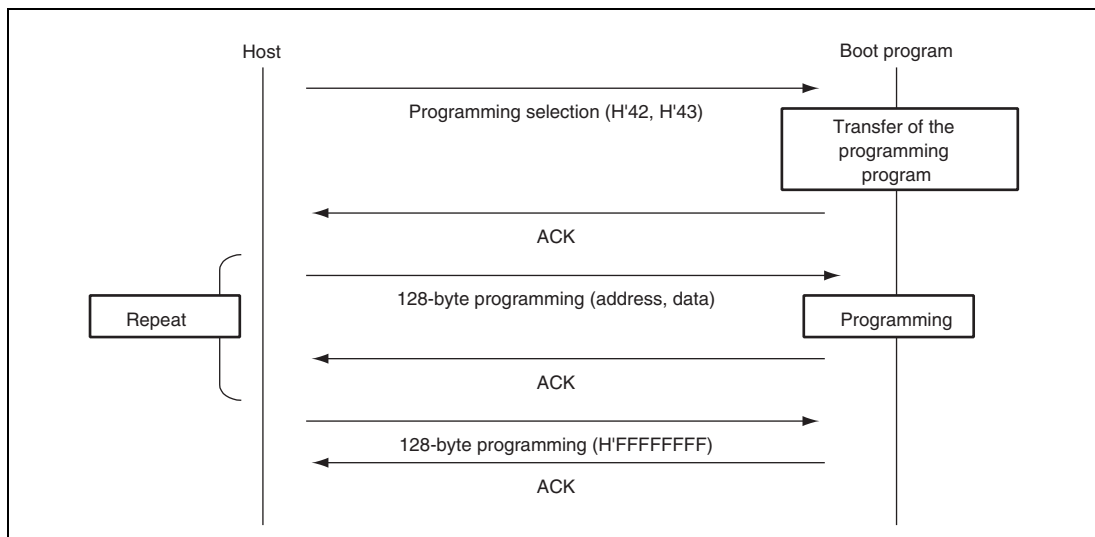 Host
Boot program
Programming selection (H'42, H'43)
Transfer of the
programming
program
ACK
128-byte programming (address, data)
Repeat
Programming
ACK
128-byte programming (H'FFFFFFFF)
ACK